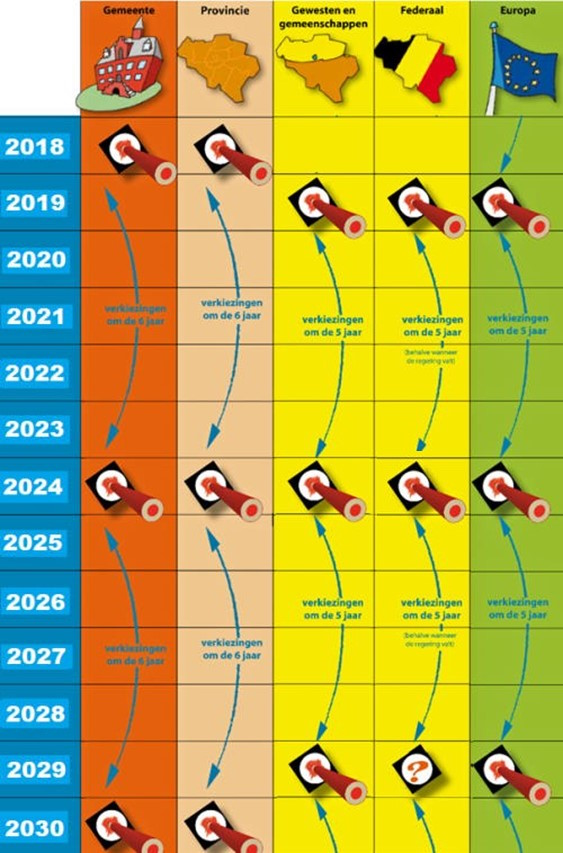 Gemeente
Provincie
Gewesten en
gemeenschappen
Federaal
Europa
2018
2019
2020
2021
verkiezingen
om de 6 jaar
verkiezingen
om de 6 jaar
verkiezingen
om de 5 jaar
verkiezingen
om de 5 jaar
(behalve wanneer
de regering valt)
verkiezingen
om de 5 jaar
2022
2023
2024
2025
2026
verkiezingen
om de 5 jaar
verkiezingen
om de 5 jaar
(behalve wanneer
de regering valt)
verkiezingen
om de 5 jaar
2027
verkiezingen
om de 6 jaar
verkiezingen
om de 6 jaar
2028
2029
?
2030